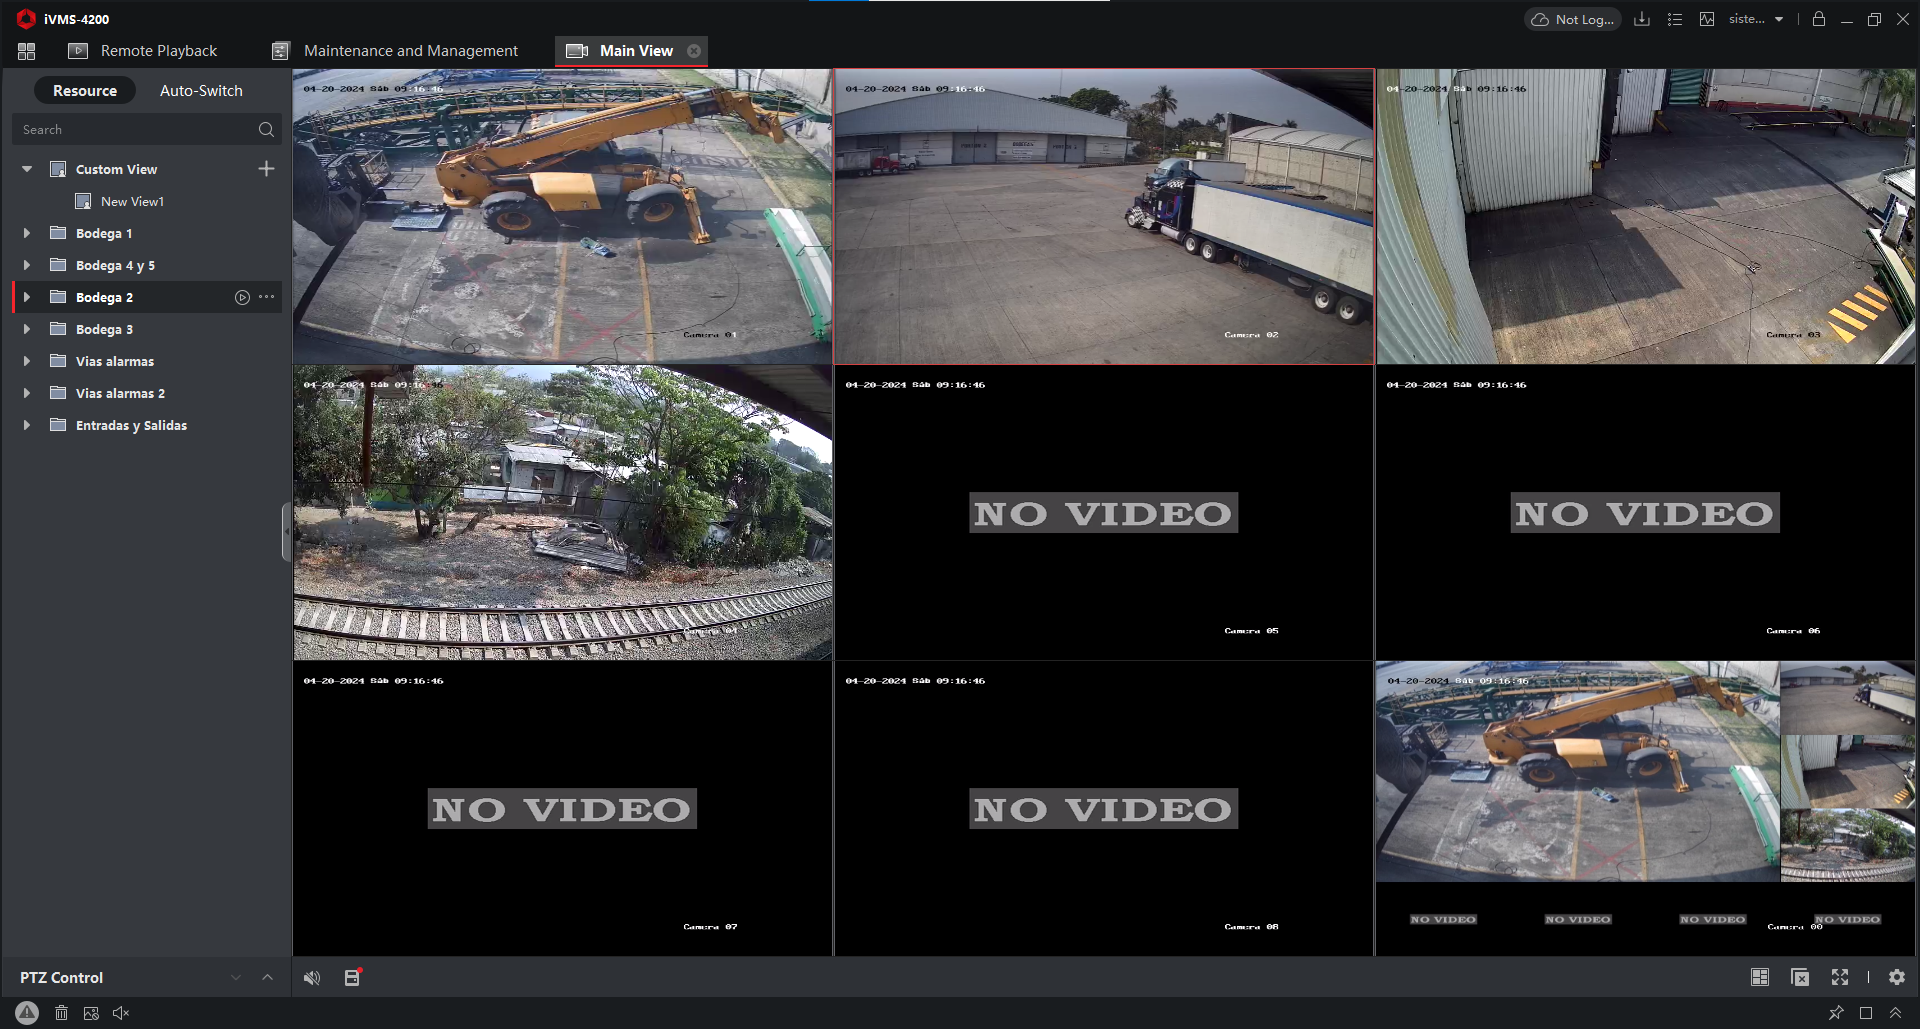 iVMS-4200
Not Log...
siste...
Remote Playback
Maintenance and Management
Main View
Resource
Auto-Switch
Search
Custom View
New View1
Bodega 1
Bodega 4 y 5
Bodega 2
Bodega 3
Vias alarmas
Vias alarmas 2
Entradas y Salidas
PTZ Control
04-20-2024 Sáb 09:16:46
Camera 01
04-20-2024 Sáb 09:16:46
Camera 02
04-20-2024 Sáb 09:16:46
Camera 03
04-20-2024 Sáb 09:16:46
Camera 04
04-20-2024 Sáb 09:16:46
NO VIDEO
Camera 05
04-20-2024 Sáb 09:16:46
NO VIDEO
Camera 06
04-20-2024 Sáb 09:16:46
NO VIDEO
Camera 07
04-20-2024 Sáb 09:16:46
NO VIDEO
Camera 08
04-20-2024 Sáb 09:16:46
NO VIDEO
NO VIDEO
NO VIDEO
NO VIDEO
Camera 00